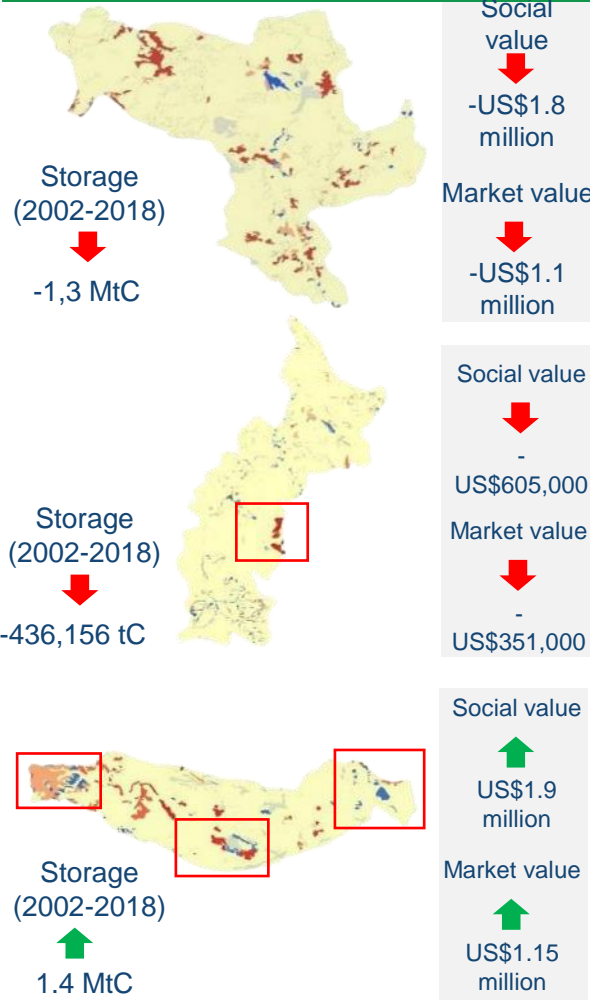 Social
value
-US$1.8
million
Storage
(2002-2018)
Market value
-1,3 MtC
-US$1.1
million
Social value
-
US$605,000
Storage
(2002-2018)
Market value
-436,156 tC
-
US$351,000
Social value
US$1.9
million
Storage
(2002-2018)
Market value
1.4 MtC
US$1.15
million